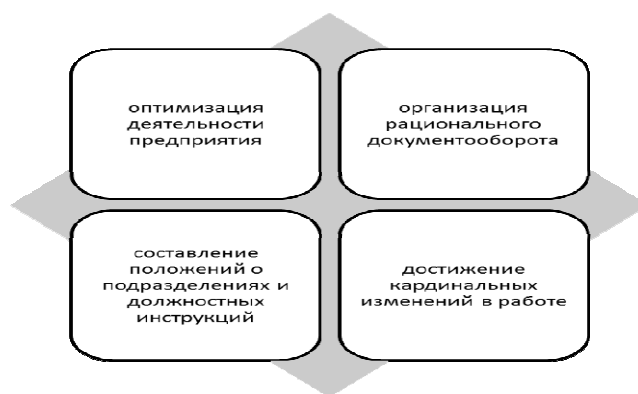 оптимизация
деятельности
предприятия
организация
рационального
документооборота
составление
положений о
подразделениях и
должностных
инструкций
достижение
кардинальных
изменений в работе